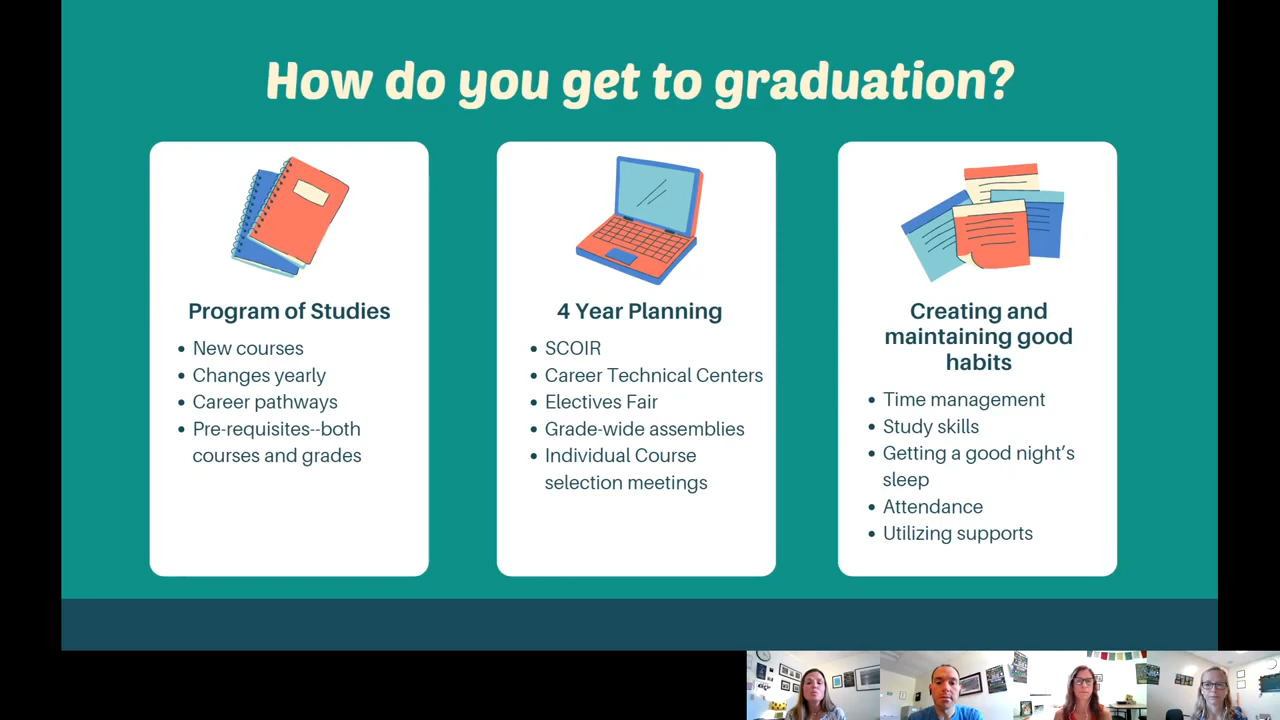 How do you get to graduation?
Program of Studies
• New courses
• Changes yearly
• Career pathways
• Pre-requisites--both
courses and grades
4 Year Planning
• SCOIR
• Career Technical Centers
• Electives Fair
• Grade-wide assemblies
• Individual Course
selection meetings
Creating and
maintaining good
habits
• Time management
• Study skills
• Getting a good night's
sleep
• Attendance
• Utilizing supports